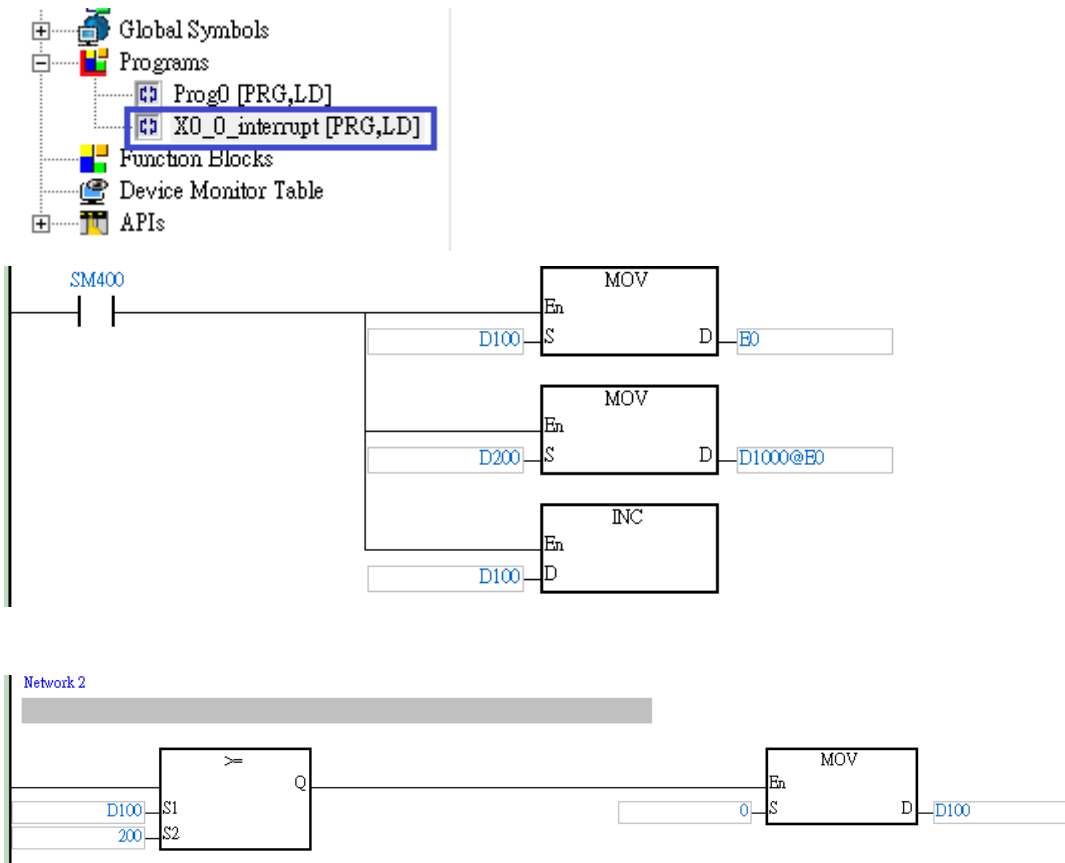 Global Symbols
Programs
Prog0 [PRG,LD]
X0_0_interrupt [PRG,LD]
Function Blocks
Device Monitor Table
APIs
SM400
MOV
En
D100 S D E0
MOV
En
D200 S D D1000@E0
INC
En
D100 D
Network 2
>= MOV
Q En
D100 S1 0 S D D100
200 S2